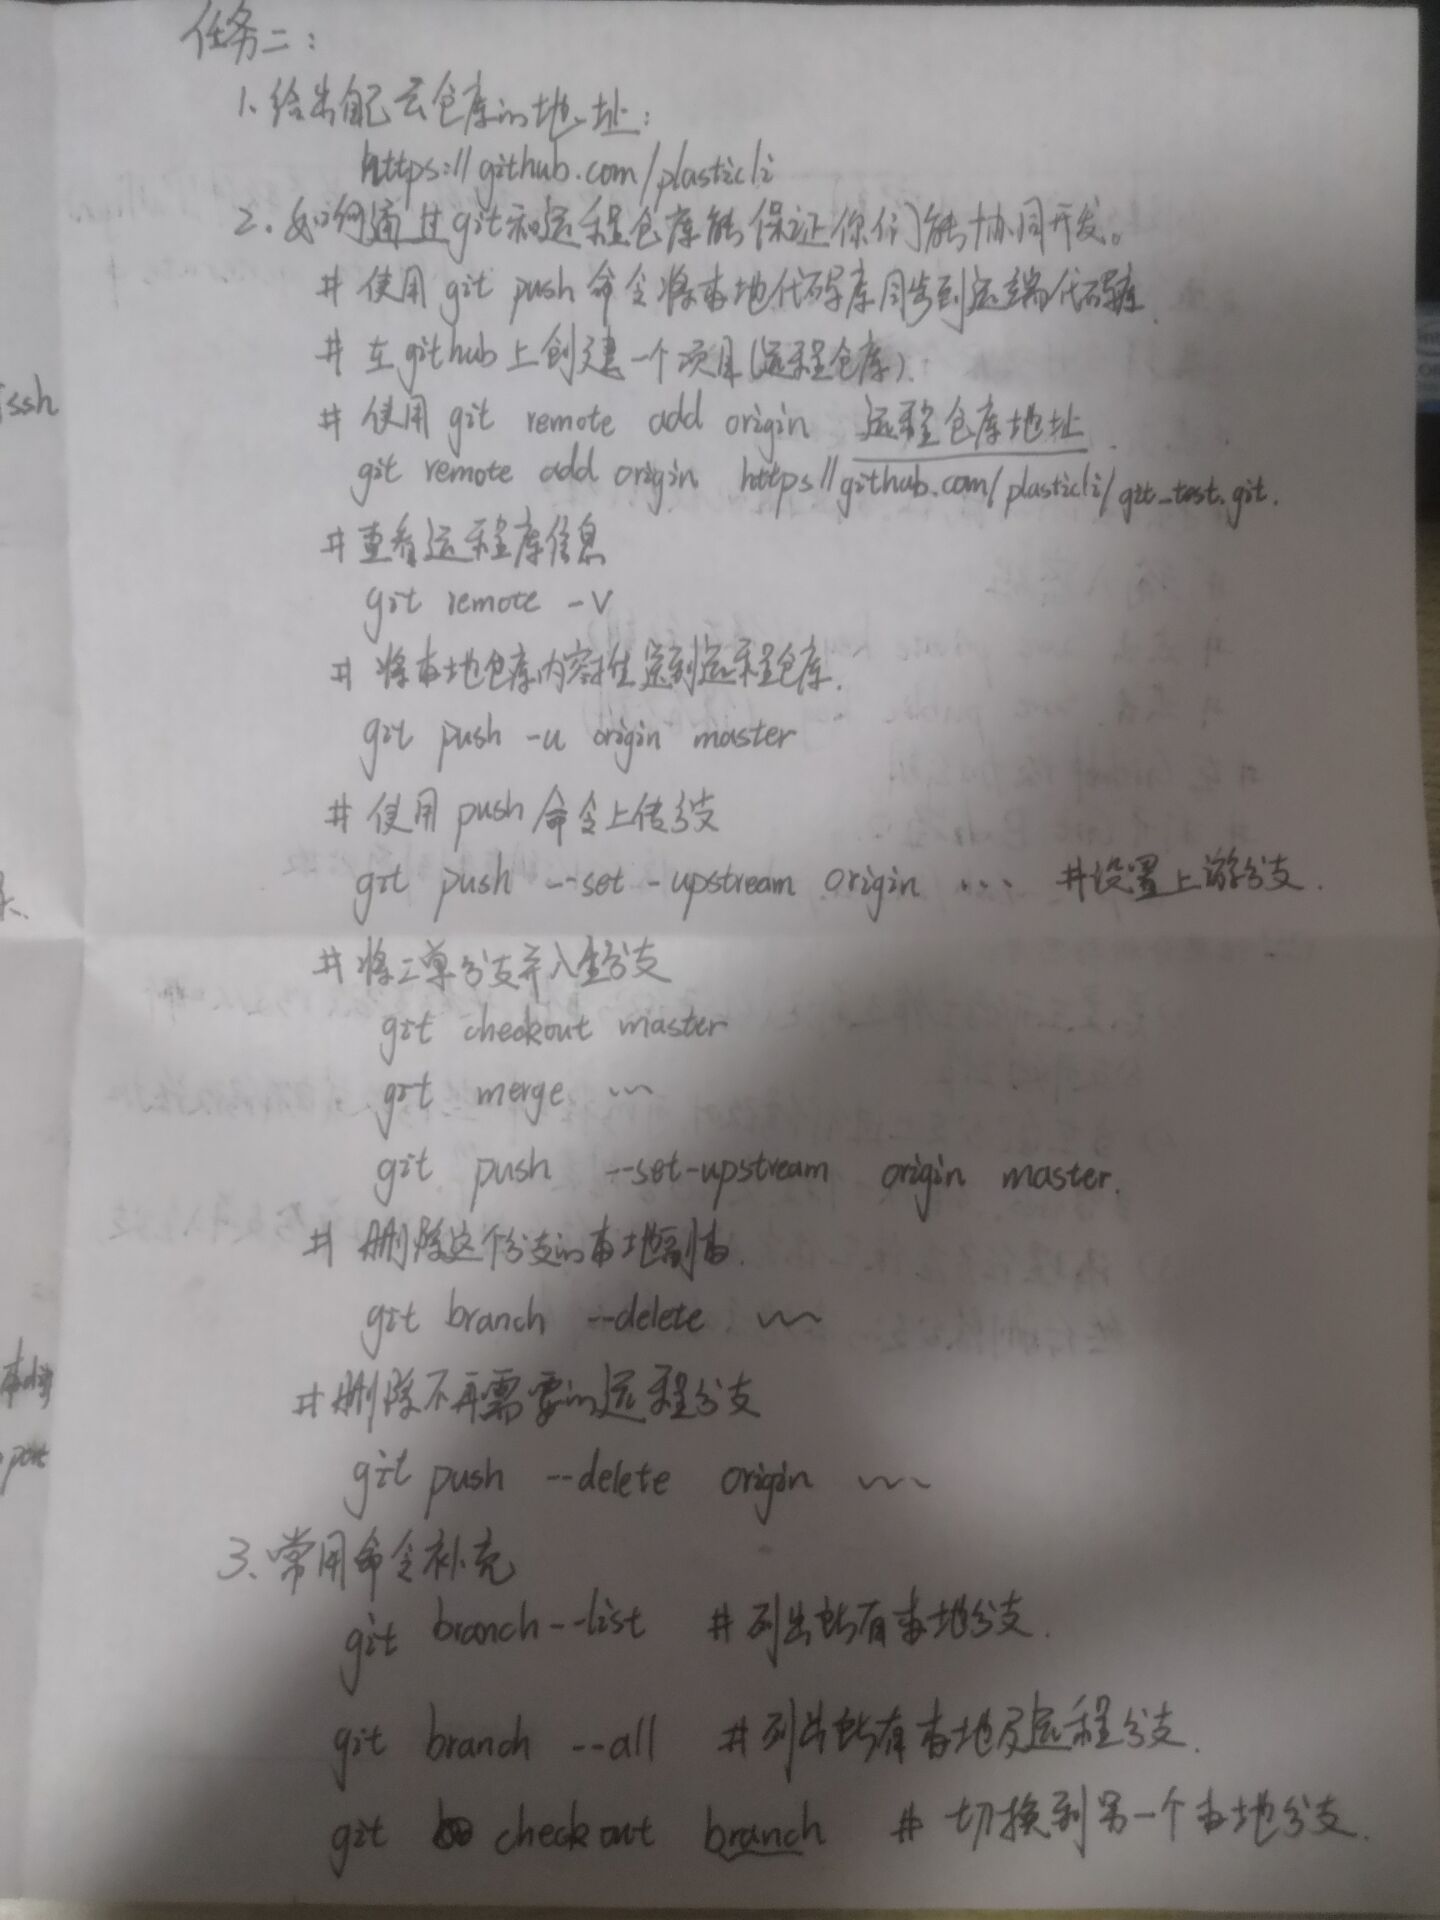 任务二:
1、给出自己云仓库的地址:
https://github.com/plasticli
2、如何通过git和远程仓库能保证你们能协同开发。
# 使用 git push 命令将本地代码库同步到远端代码库.
# 在github上创建一个项目(远程仓库).
# 使用 git remote add origin 远程仓库地址.
git remote add origin https//github.com/plasticli/git_test.git.
# 查看远程库信息
git remote -v
# 将本地仓库内容推送到远程仓库.
git push -u origin master
# 使用 push 命令上传分支
git push --set-upstream origin ... #设置上游分支.
# 将二单分支并入主分支
git checkout master
git merge ...
git push --set-upstream origin master.
# 删除这个分支的本地副本.
git branch --delete ~~
# 删除不再需要的远程分支
git push --delete origin ~~
3、常用命令补充
git branch --list # 列出所有本地分支.
git branch --all # 列出所有本地及远程分支.
git checkout branch # 切换到另一个本地分支.
ssh
port